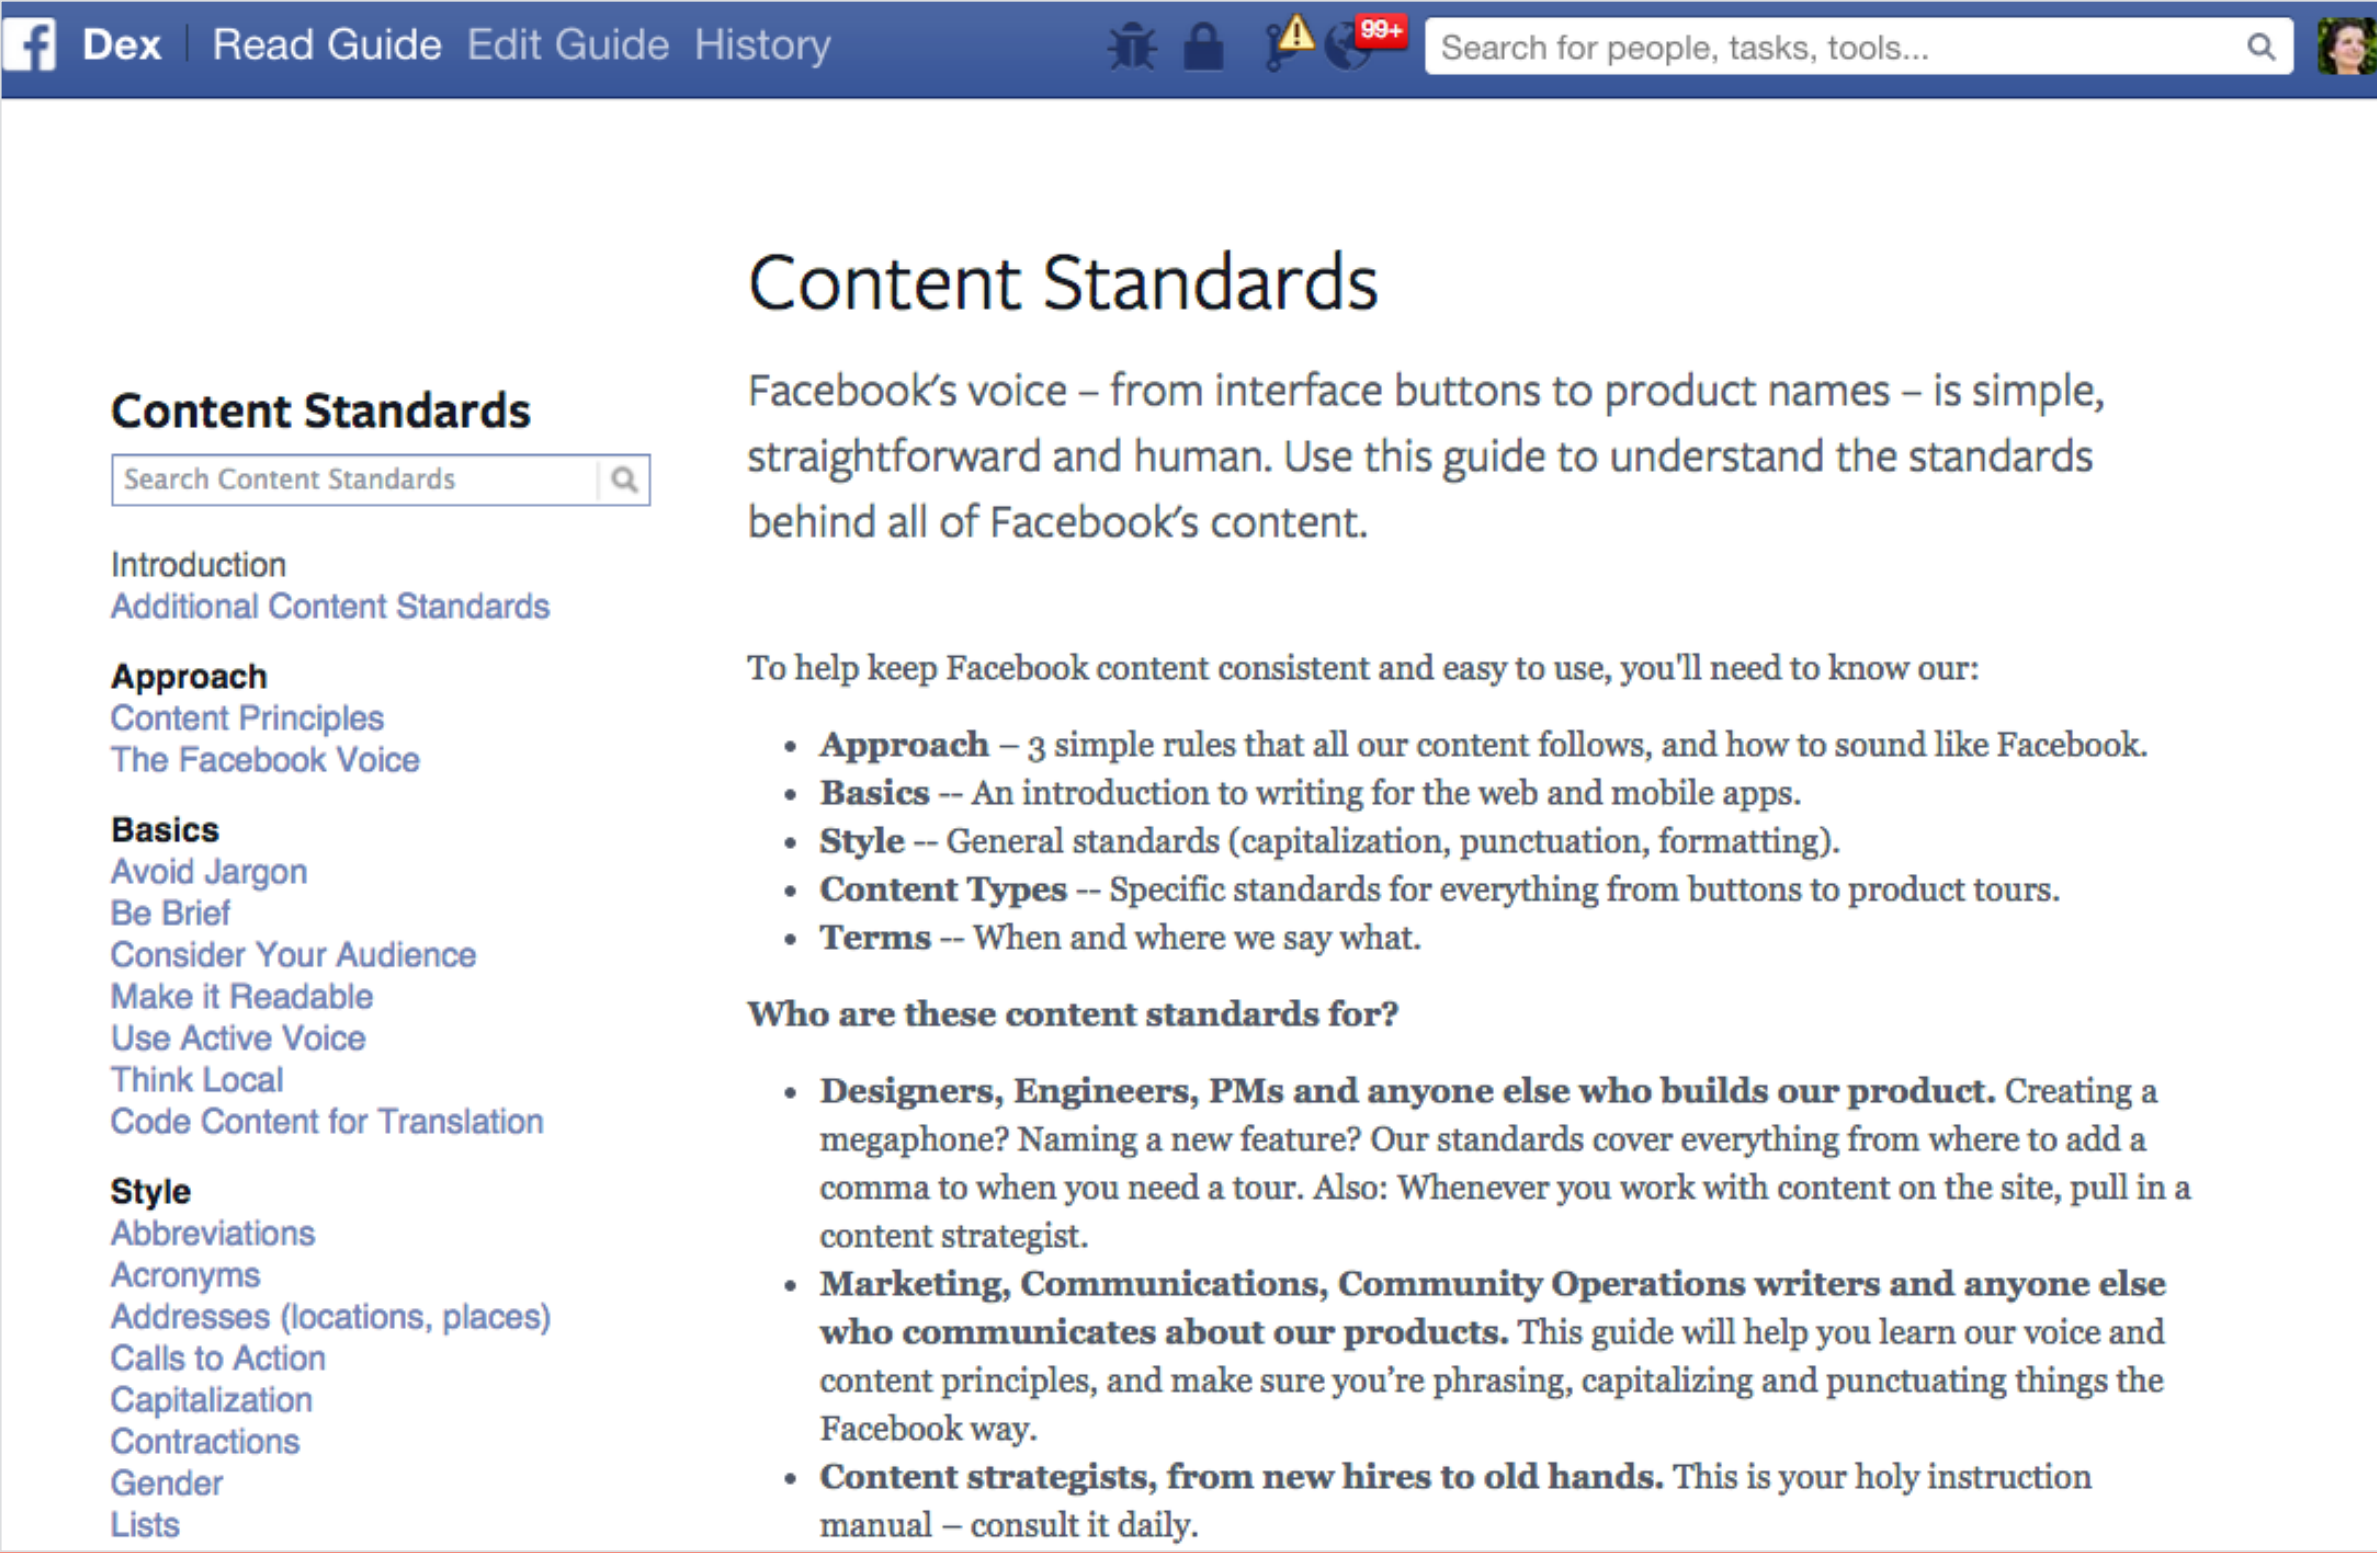 f Dex Read Guide Edit Guide History 99+ Search for people, tasks, tools...
Content Standards
Search Content Standards
Introduction
Additional Content Standards
Approach
Content Principles
The Facebook Voice
Basics
Avoid Jargon
Be Brief
Consider Your Audience
Make it Readable
Use Active Voice
Think Local
Code Content for Translation
Style
Abbreviations
Acronyms
Addresses (locations, places)
Calls to Action
Capitalization
Contractions
Gender
Lists
Content Standards
Facebook's voice – from interface buttons to product names – is simple,
straightforward and human. Use this guide to understand the standards
behind all of Facebook's content.
To help keep Facebook content consistent and easy to use, you'll need to know our:
• Approach – 3 simple rules that all our content follows, and how to sound like Facebook.
• Basics -- An introduction to writing for the web and mobile apps.
• Style -- General standards (capitalization, punctuation, formatting).
• Content Types -- Specific standards for everything from buttons to product tours.
• Terms -- When and where we say what.
Who are these content standards for?
• Designers, Engineers, PMs and anyone else who builds our product. Creating a
megaphone? Naming a new feature? Our standards cover everything from where to add a
comma to when you need a tour. Also: Whenever you work with content on the site, pull in a
content strategist.
• Marketing, Communications, Community Operations writers and anyone else
who communicates about our products. This guide will help you learn our voice and
content principles, and make sure you’re phrasing, capitalizing and punctuating things the
Facebook way.
• Content strategists, from new hires to old hands. This is your holy instruction
manual – consult it daily.